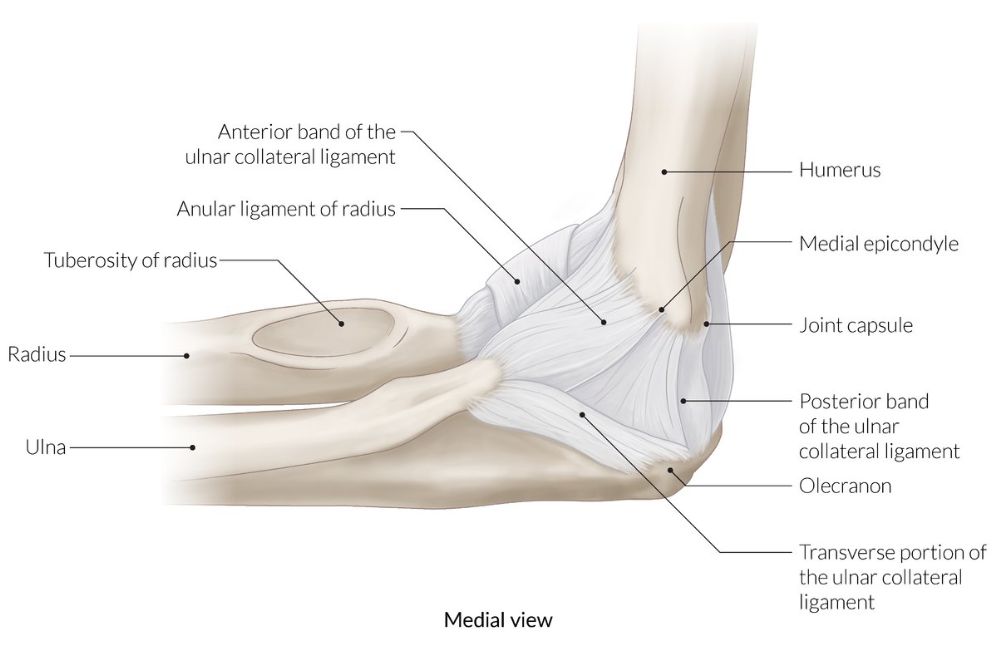 Anterior band of the
ulnar collateral ligament
Anular ligament of radius
Tuberosity of radius
Radius
Ulna
Humerus
Medial epicondyle
Joint capsule
Posterior band
of the ulnar
collateral ligament
Olecranon
Transverse portion of
the ulnar collateral
ligament
Medial view